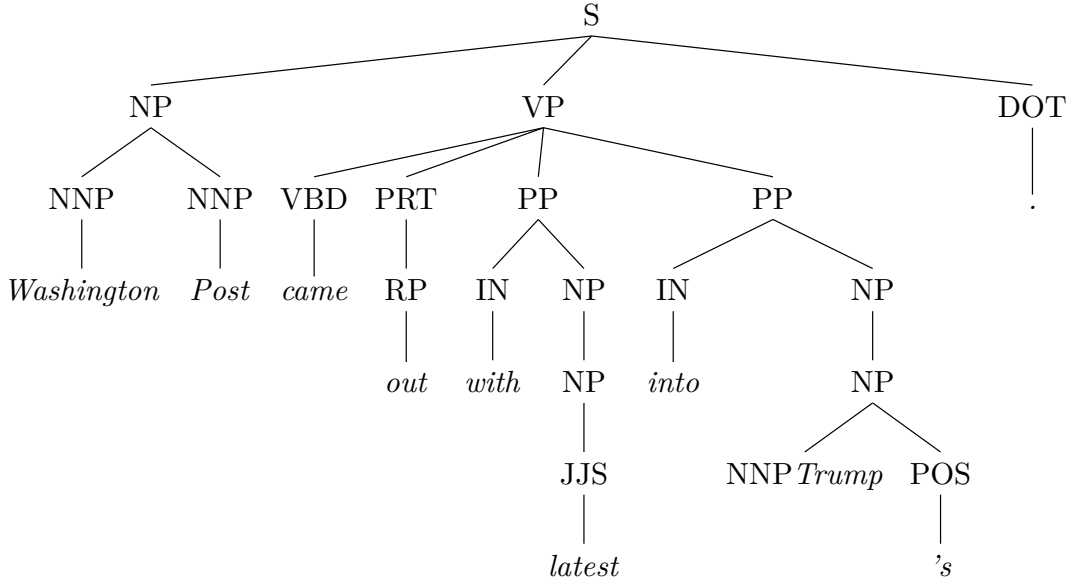 S
NP VP DOT
NNP NNP VBD PRT PP PP .
Washington Post came RP IN NP IN NP
out with NP into NP
JJS NNP Trump POS
latest 's